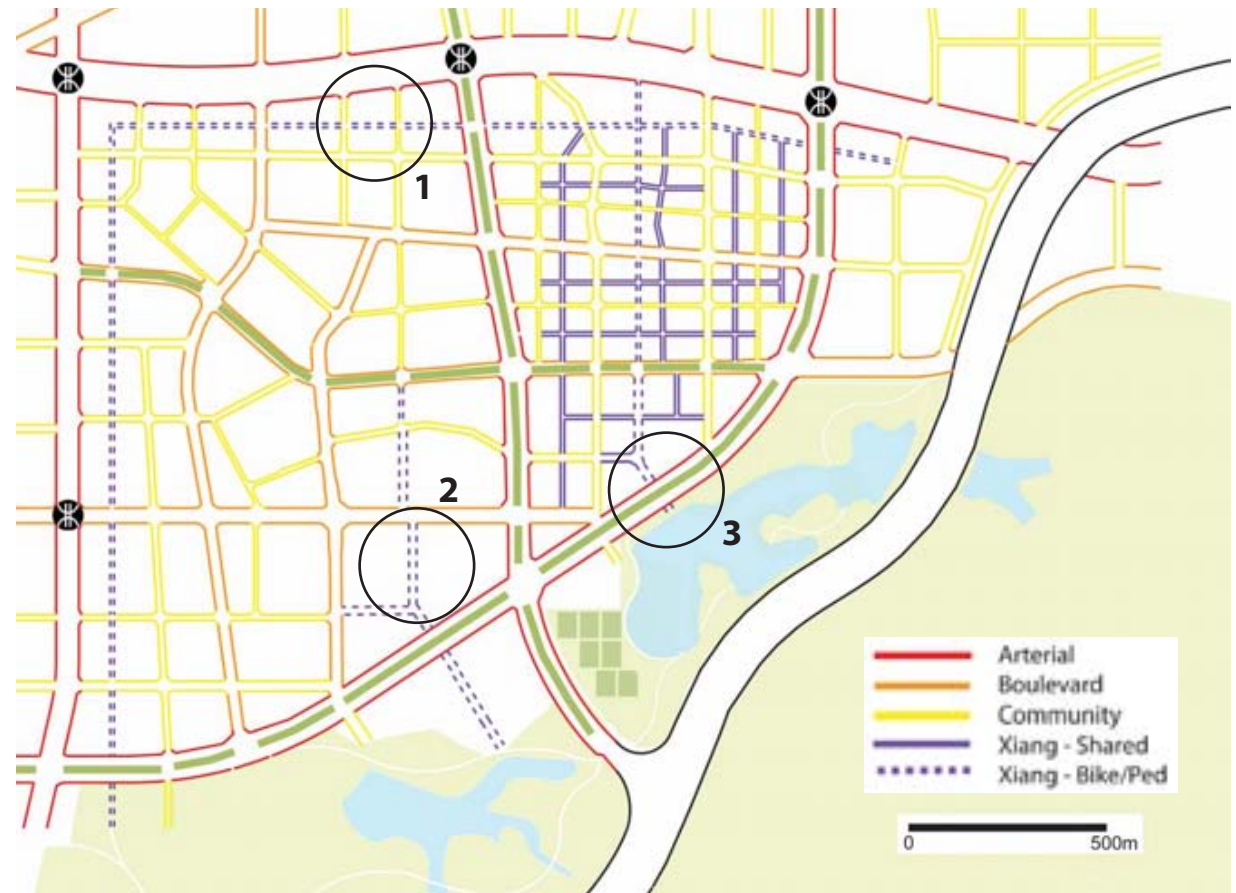 1
2
3
Arterial
Boulevard
Community
Xiang - Shared
Xiang - Bike/Ped
0 500m